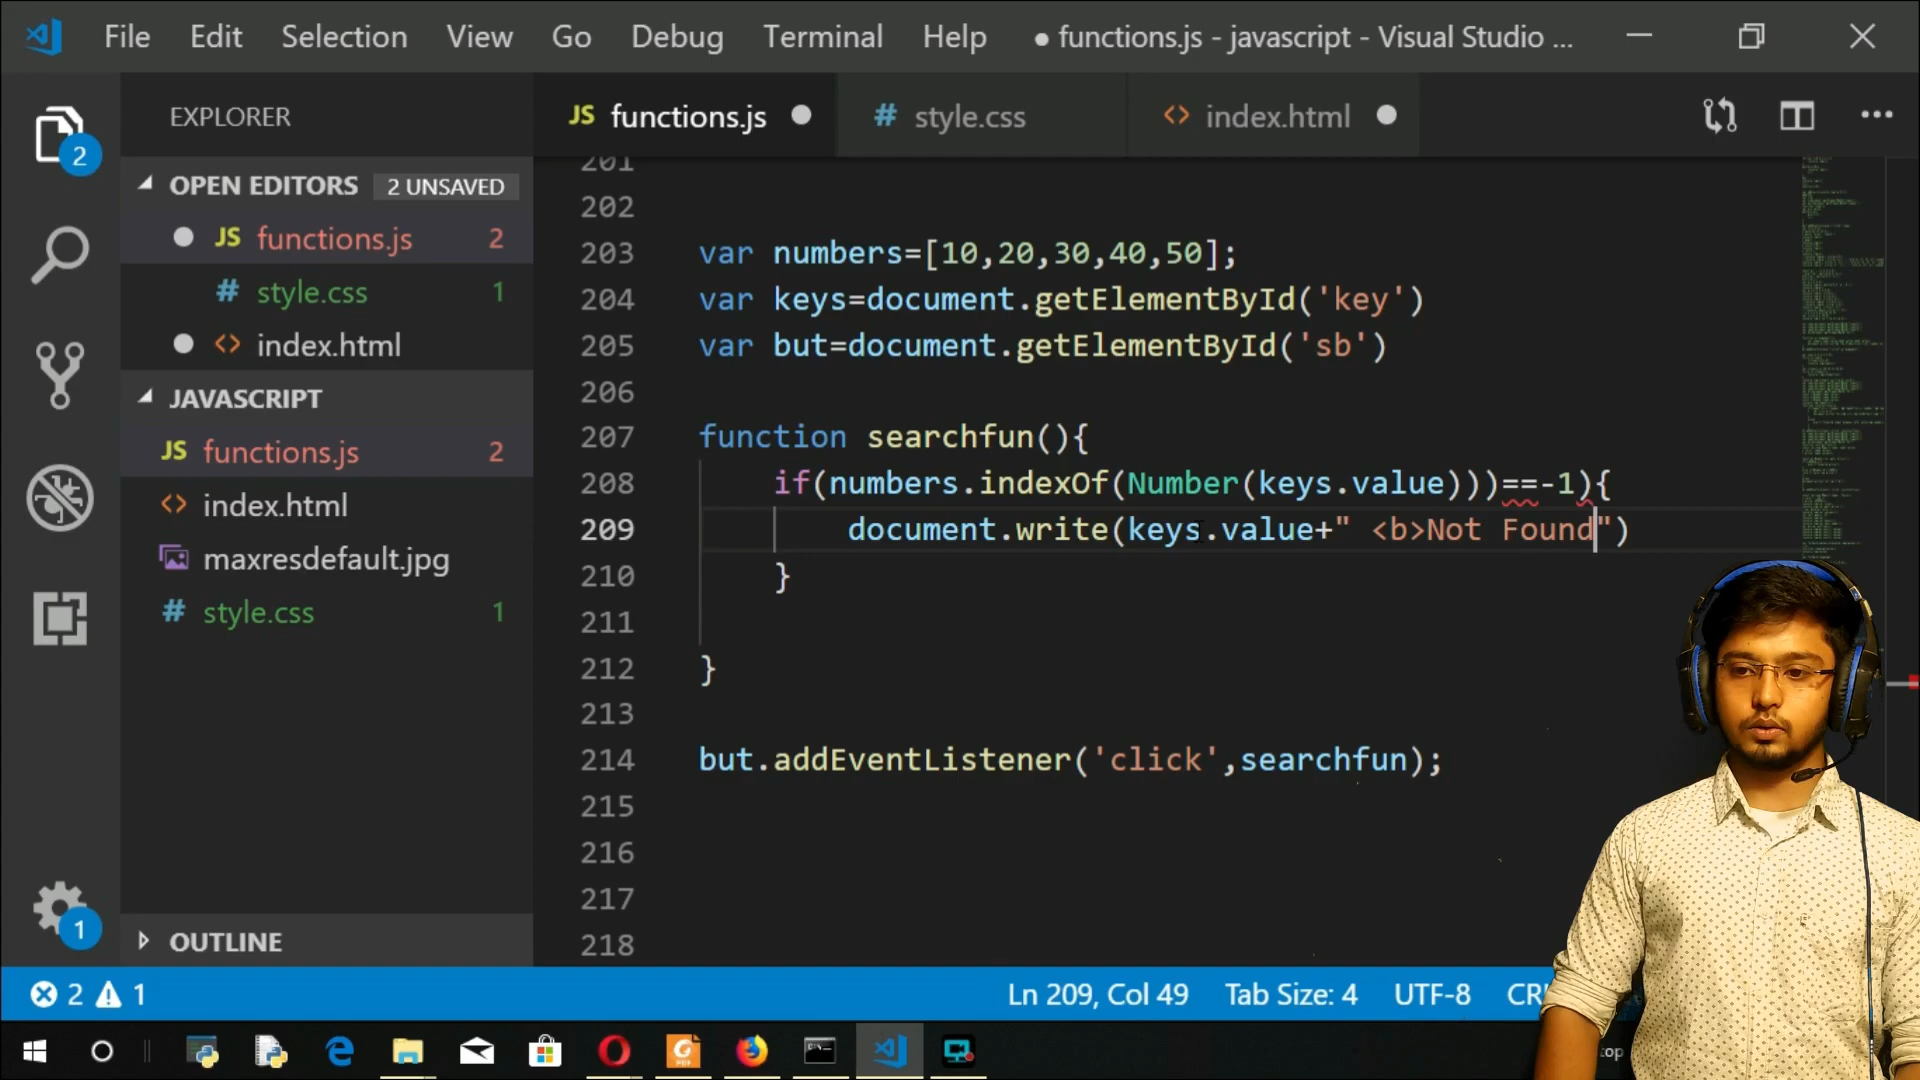 File Edit Selection View Go Debug Terminal Help ● functions.js - javascript - Visual Studio ...
EXPLORER
JS functions.js
# style.css
<> index.html
2
OPEN EDITORS 2 UNSAVED
JS functions.js 2
# style.css 1
<> index.html
JAVASCRIPT
JS functions.js 2
<> index.html
maxresdefault.jpg
# style.css 1
OUTLINE
1
201
202
203 var numbers=[10,20,30,40,50];
204 var keys=document.getElementById('key')
205 var but=document.getElementById('sb')
206
207 function searchfun(){
208 if(numbers.indexOf(Number(keys.value)))==-1){
209 document.write(keys.value+" <b>Not Found")
210 }
211
212 }
213
214 but.addEventListener('click',searchfun);
215
216
217
218
2 1 Ln 209, Col 49 Tab Size: 4 UTF-8